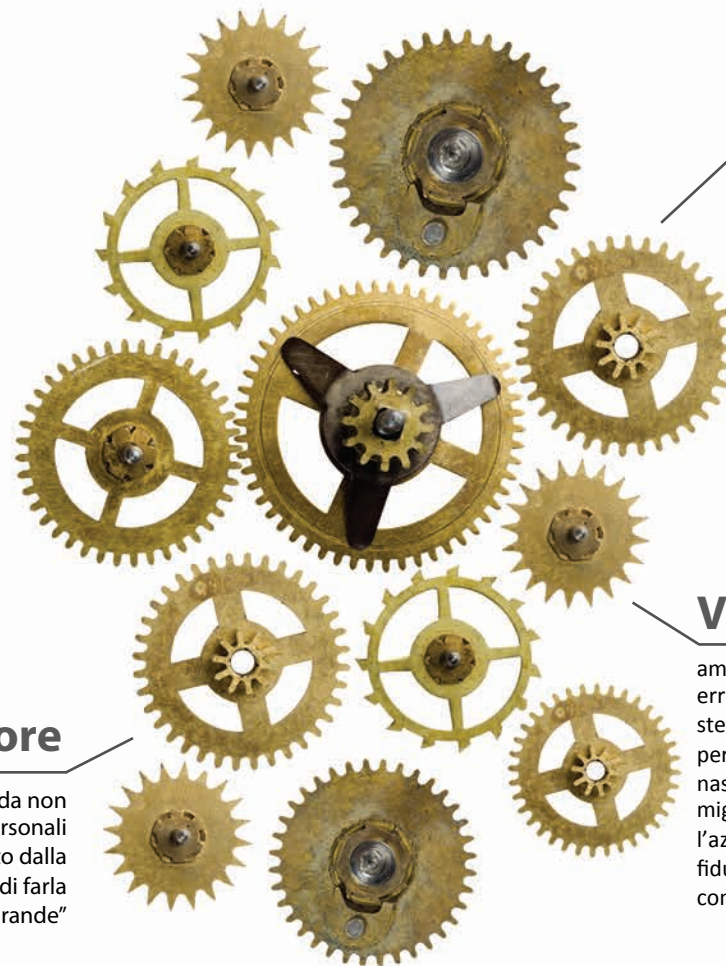 ore
da non
rsonali
o dalla
di farla
rande”
V
am
err
ste
per
nas
mig
l’az
fidu
con